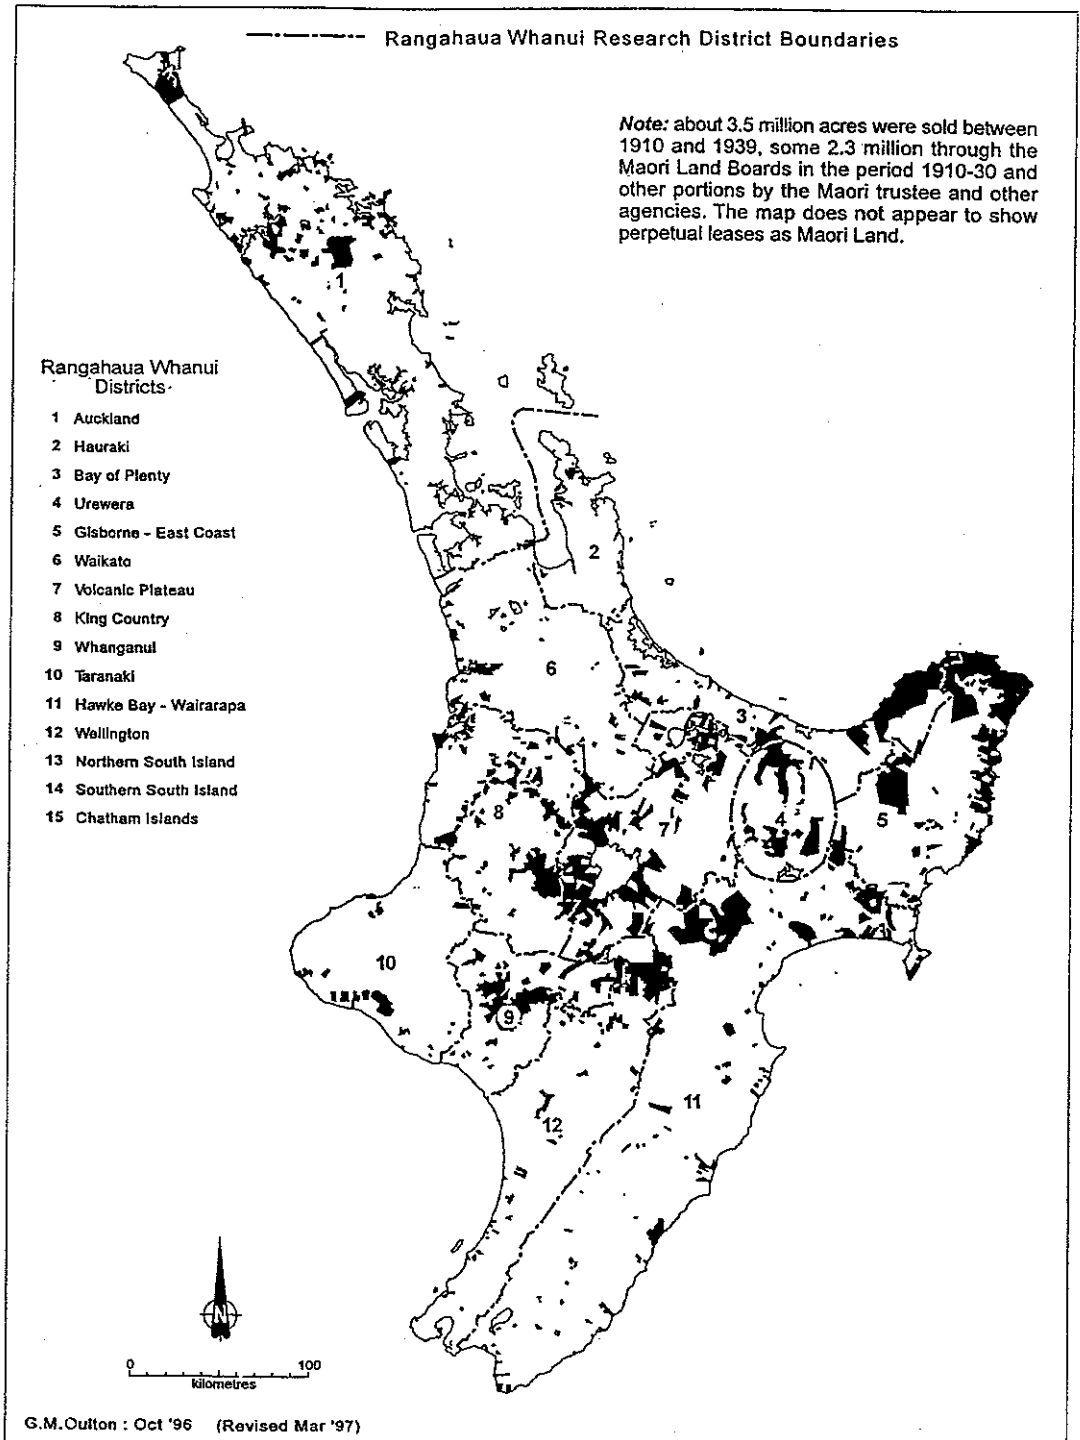 Rangahaua Whanui Research District Boundaries
Note: about 3.5 million acres were sold between
1910 and 1939, some 2.3 million through the
Maori Land Boards in the period 1910-30 and
other portions by the Maori trustee and other
agencies. The map does not appear to show
perpetual leases as Maori Land.
Rangahaua Whanui
Districts
1 Auckland
2 Hauraki
3 Bay of Plenty
4 Urewera
5 Gisborne - East Coast
6 Waikato
7 Volcanic Plateau
8 King Country
9 Whanganui
10 Taranaki
11 Hawke Bay - Wairarapa
12 Wellington
13 Northern South Island
14 Southern South Island
15 Chatham Islands
1
2
6
3
8
7
4
5
10
9
11
12
N
0 100
kilometres
G.M.Oulton : Oct '96 (Revised Mar '97)